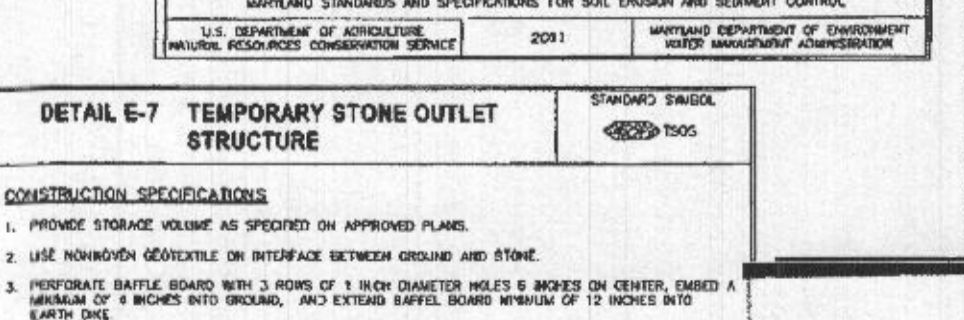 MARYLAND STANDARDS AND SPECIFICATIONS FOR SOIL EROSION AND SEDIMENT CONTROL
U.S. DEPARTMENT OF AGRICULTURE
NATURAL RESOURCES CONSERVATION SERVICE
2011
MARYLAND DEPARTMENT OF ENVIRONMENT
WATER MANAGEMENT ADMINISTRATION
DETAIL E-7 TEMPORARY STONE OUTLET
STRUCTURE
STANDARD SYMBOL
TSOS
CONSTRUCTION SPECIFICATIONS
1. PROVIDE STORAGE VOLUME AS SPECIFIED ON APPROVED PLANS.
2. USE NONWOVEN GEOTEXTILE ON INTERFACE BETWEEN GROUND AND STONE.
3. PERFORATE BAFFLE BOARD WITH 3 ROWS OF 1 INCH DIAMETER HOLES 6 INCHES ON CENTER, EMBED A
MINIMUM OF 4 INCHES INTO GROUND, AND EXTEND BAFFEL BOARD MINIMUM OF 12 INCHES INTO
EARTH DIKE.